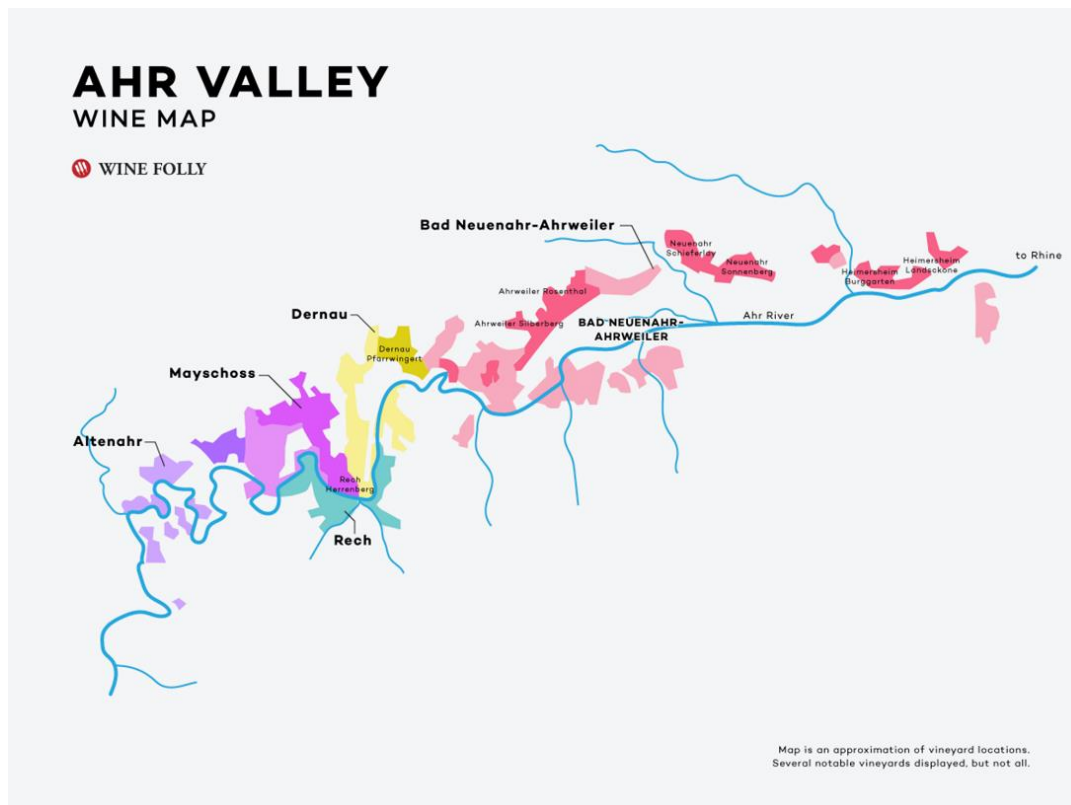 AHR VALLEY
WINE MAP
WINE FOLLY
Bad Neuenahr-Ahrweiler
Neuenahr
Schieferley
Neuenahr
Sonnenberg
Heimersheim
Landskone
Heimersheim
Burggarten
to Rhine
Ahrweiler Rosenthal
Dernau
Ahrweiler Silberberg
BAD NEUENAHR-
AHRWEILER
Ahr River
Dernau
Pfarrwingert
Mayschoss
Altenahr
Rech
Herrenberg
Rech
Map is an approximation of vineyard locations.
Several notable vineyards displayed, but not all.